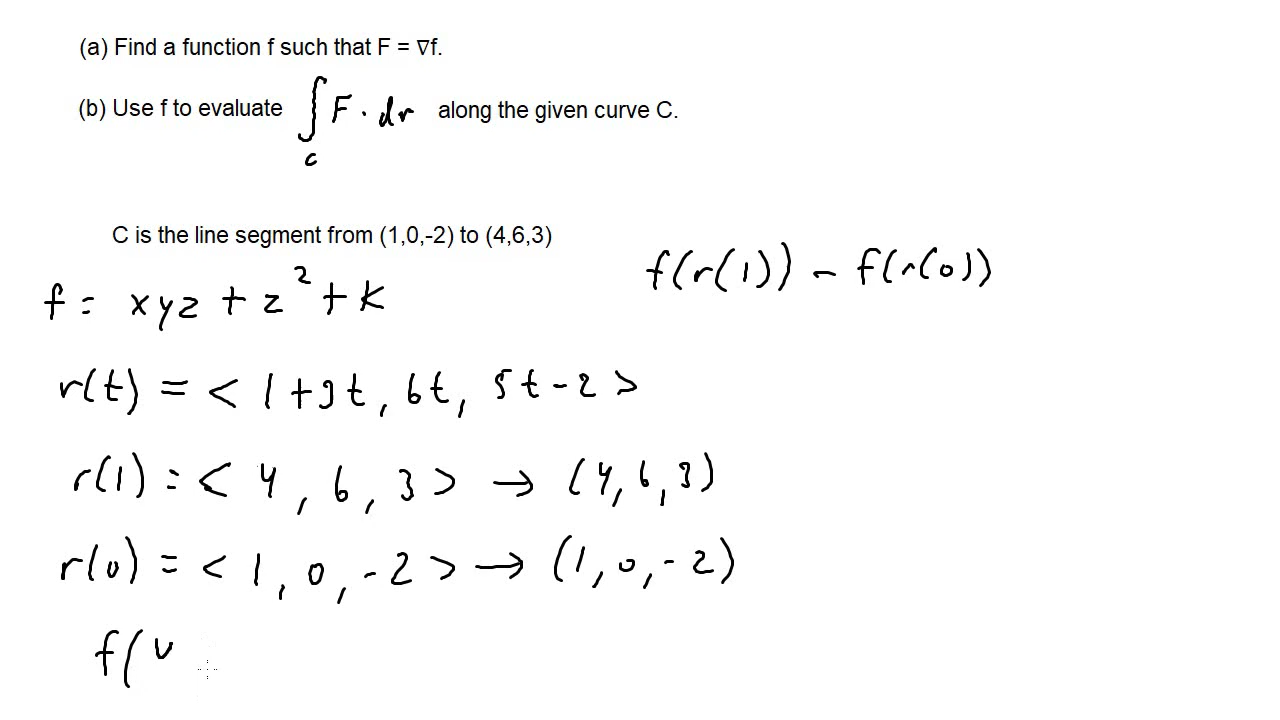 (a) Find a function f such that F = ∇f.
(b) Use f to evaluate ∫_C F · dr along the given curve C.
C is the line segment from (1,0,-2) to (4,6,3)
f(r(1)) - f(r(0))
f = xyz + z² + K
r(t) = < 1+3t, 6t, 5t-2 >
r(1) = < 4, 6, 3 > → (4,6,3)
r(0) = < 1, 0, -2 > → (1,0,-2)
f(